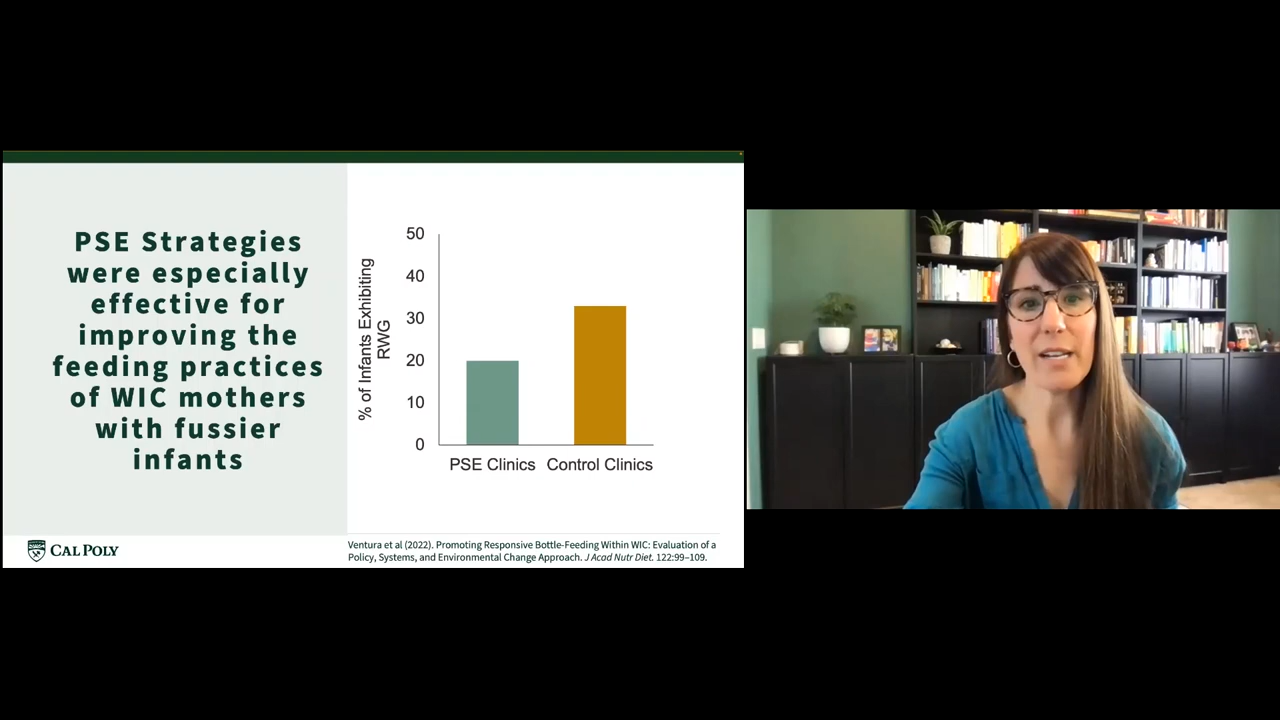 PSE Strategies
were especially
effective for
improving the
feeding practices
of WIC mothers
with fussier
infants
% of Infants Exhibiting
RWG
50
40
30
20
10
0
PSE Clinics
Control Clinics
CAL POLY
Ventura et al (2022). Promoting Responsive Bottle-Feeding Within WIC: Evaluation of a
Policy, Systems, and Environmental Change Approach. J Acad Nutr Diet. 122:99–109.